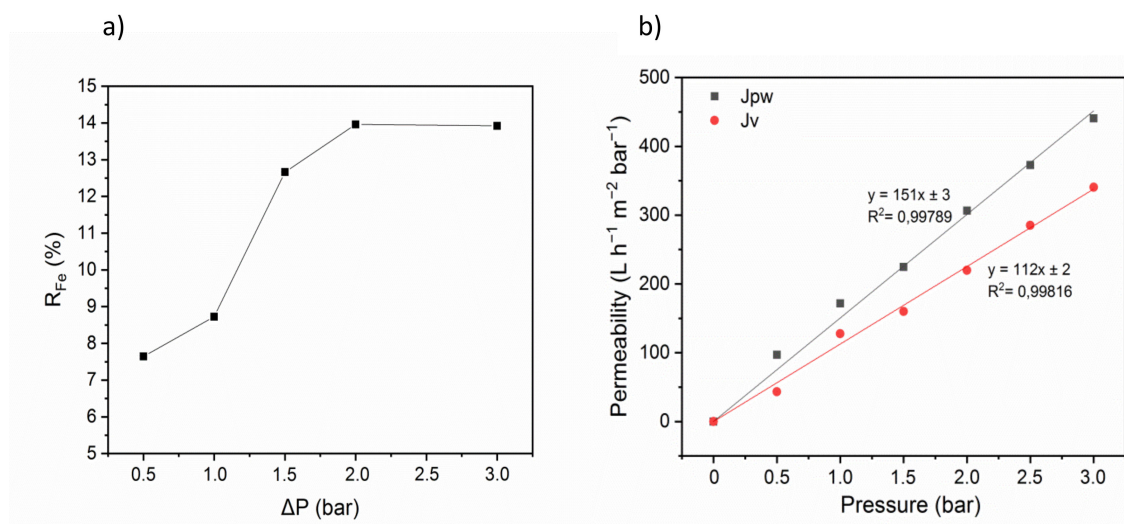 a)
15
14
13
12
11
10
9
8
7
6
5
R_Fe (%)
0.5 1.0 1.5 2.0 2.5 3.0
ΔP (bar)
b)
500
400
300
200
100
0
Permeability (L h⁻¹ m⁻² bar⁻¹)
Jpw
Jv
y = 151x ± 3
R²= 0,99789
y = 112x ± 2
R²= 0,99816
0 0.5 1.0 1.5 2.0 2.5 3.0
Pressure (bar)